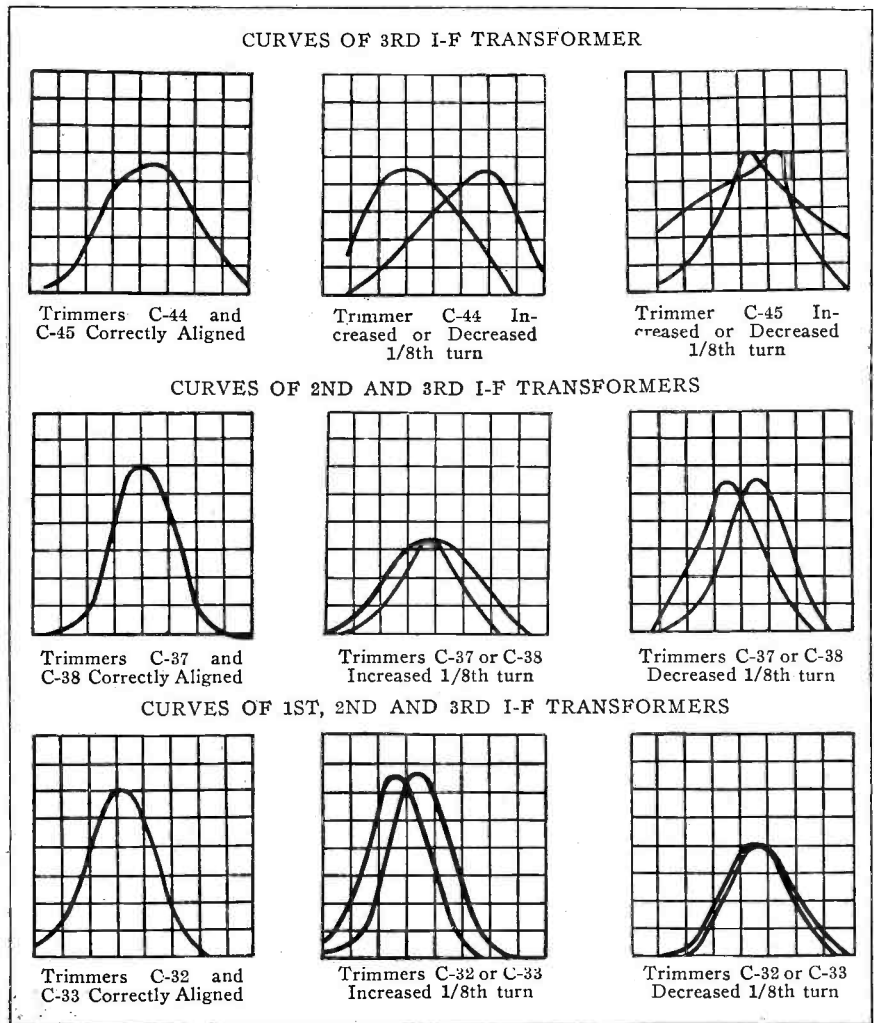 CURVES OF 3RD I-F TRANSFORMER
Trimmers C-44 and
C-45 Correctly Aligned
Trimmer C-44 In-
creased or Decreased
1/8th turn
Trimmer C-45 In-
creased or Decreased
1/8th turn
CURVES OF 2ND AND 3RD I-F TRANSFORMERS
Trimmers C-37 and
C-38 Correctly Aligned
Trimmers C-37 or C-38
Increased 1/8th turn
Trimmers C-37 or C-38
Decreased 1/8th turn
CURVES OF 1ST, 2ND AND 3RD I-F TRANSFORMERS
Trimmers C-32 and
C-33 Correctly Aligned
Trimmers C-32 or C-33
Increased 1/8th turn
Trimmers C-32 or C-33
Decreased 1/8th turn